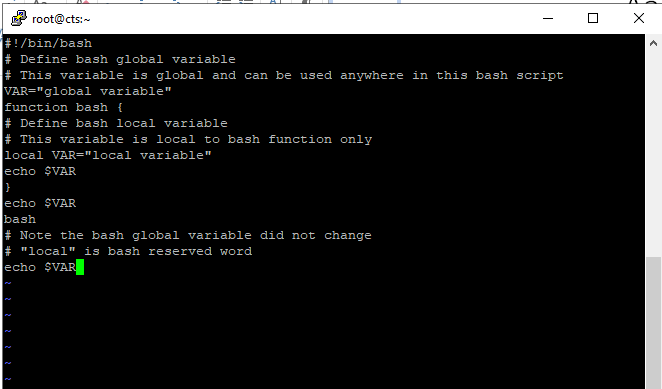 root@cts:~
#!/bin/bash
# Define bash global variable
# This variable is global and can be used anywhere in this bash script
VAR="global variable"
function bash {
# Define bash local variable
# This variable is local to bash function only
local VAR="local variable"
echo $VAR
}
echo $VAR
bash
# Note the bash global variable did not change
# "local" is bash reserved word
echo $VAR
~
~
~
~
~
~
~